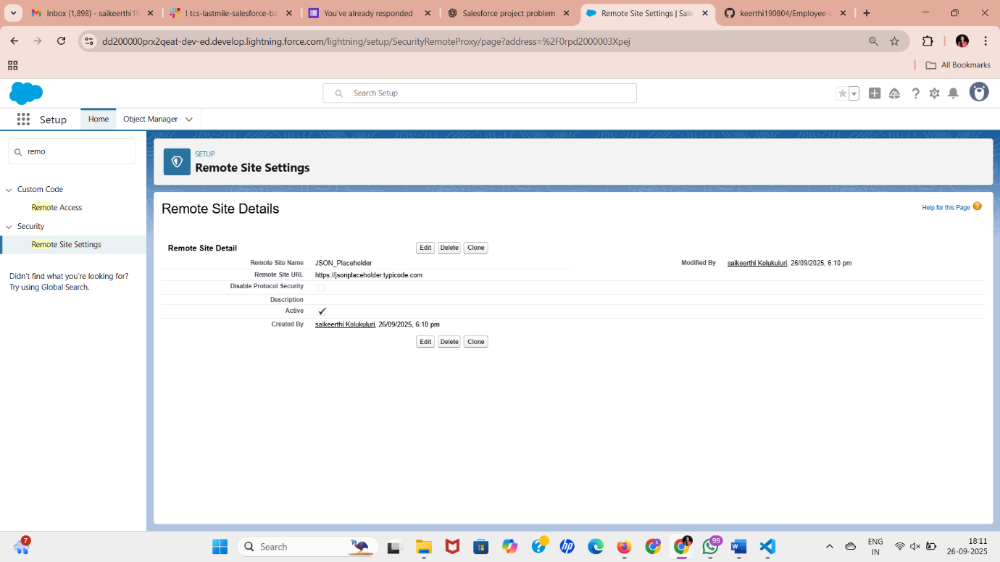 Inbox (1,898) - saikeerthi19
! tcs-lastmile-salesforce-ba
You've already responded
Salesforce project problem
Remote Site Settings | Sale
keerthi190804/Employee-L
dd200000prx2qeat-dev-ed.develop.lightning.force.com/lightning/setup/SecurityRemoteProxy/page?address=%2F0rpd2000003Xpej
All Bookmarks
Search Setup
Setup
Home
Object Manager
remo
SETUP
Remote Site Settings
Custom Code
Remote Access
Security
Remote Site Settings
Didn't find what you're looking for?
Try using Global Search.
Remote Site Details
Help for this Page
Remote Site Detail
Edit Delete Clone
Remote Site Name JSON_Placeholder
Modified By saikeerthi Kolukuluri, 26/09/2025, 6:10 pm
Remote Site URL https://jsonplaceholder.typicode.com
Disable Protocol Security
Description
Active
Created By saikeerthi Kolukuluri, 26/09/2025, 6:10 pm
Edit Delete Clone
7
Search
99
ENG
IN
18:11
26-09-2025